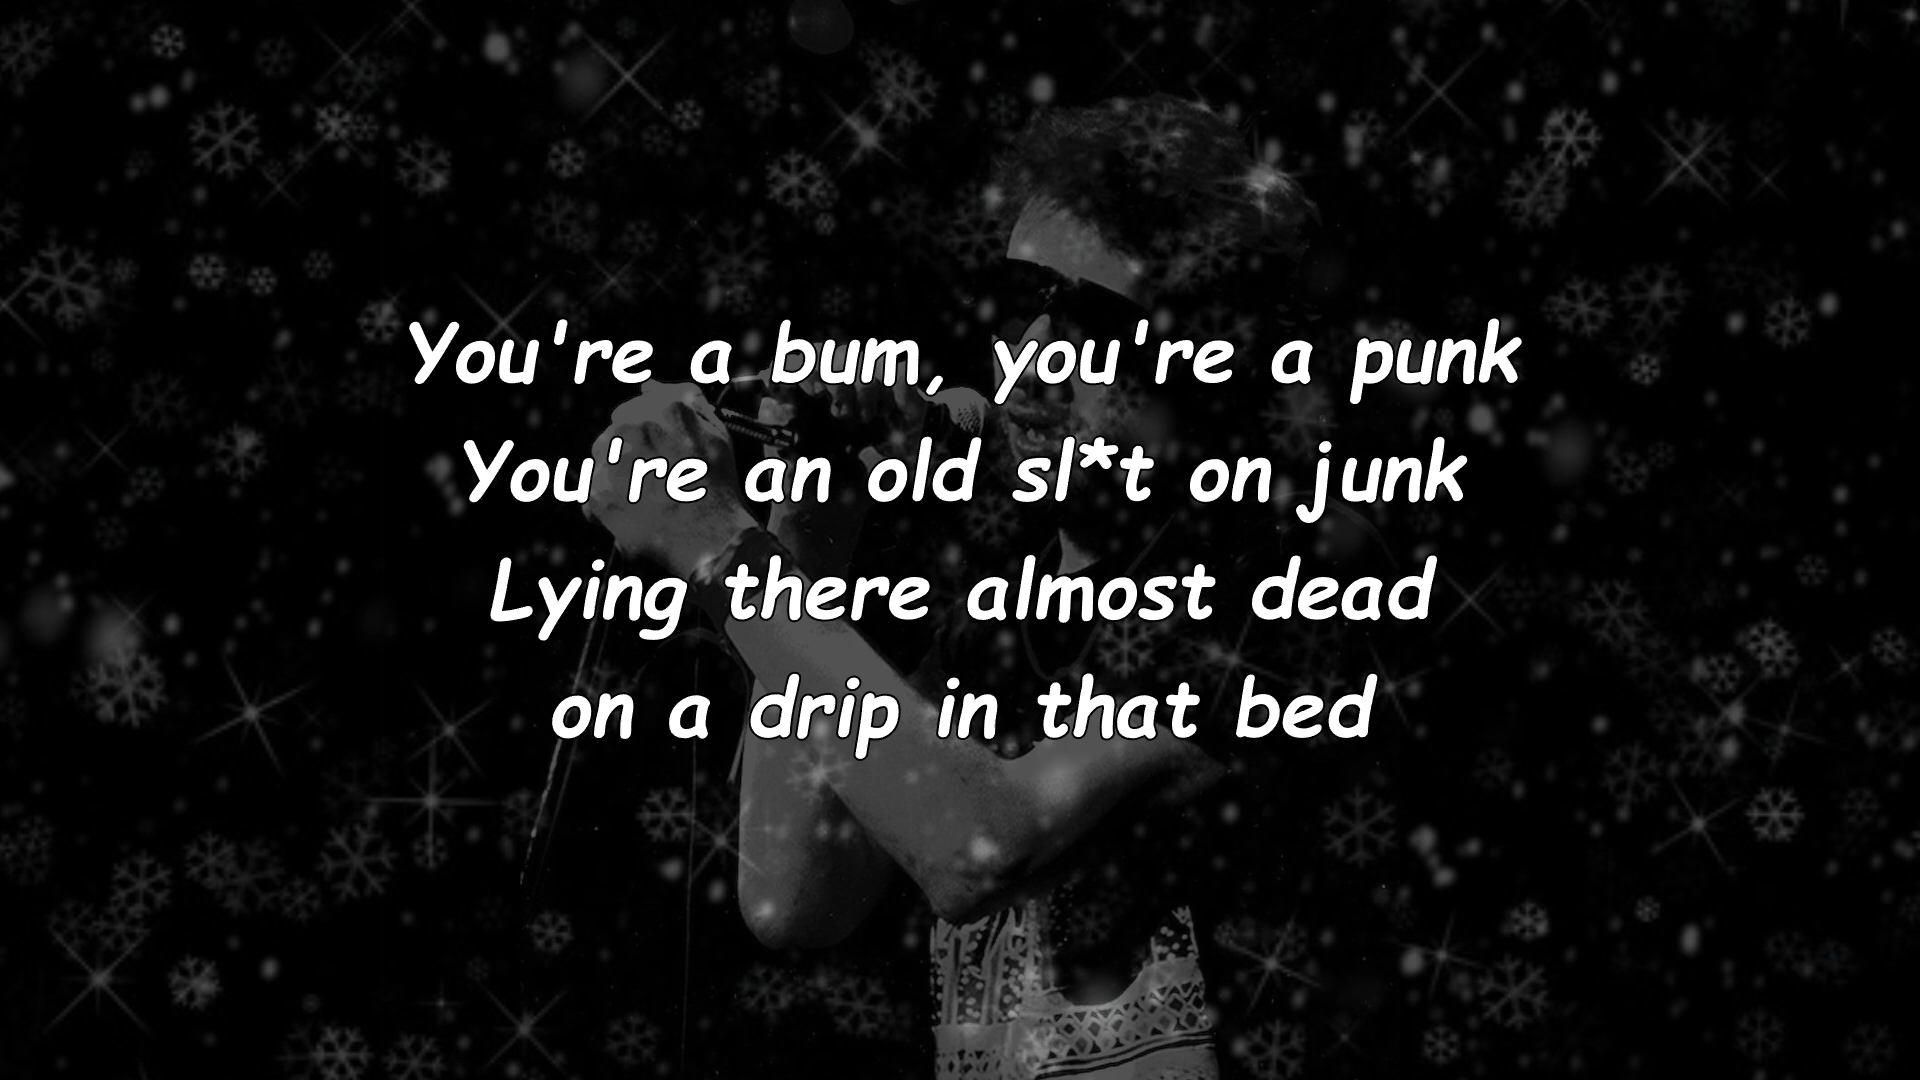 You're a bum, you're a punk
You're an old sl*t on junk
Lying there almost dead
on a drip in that bed